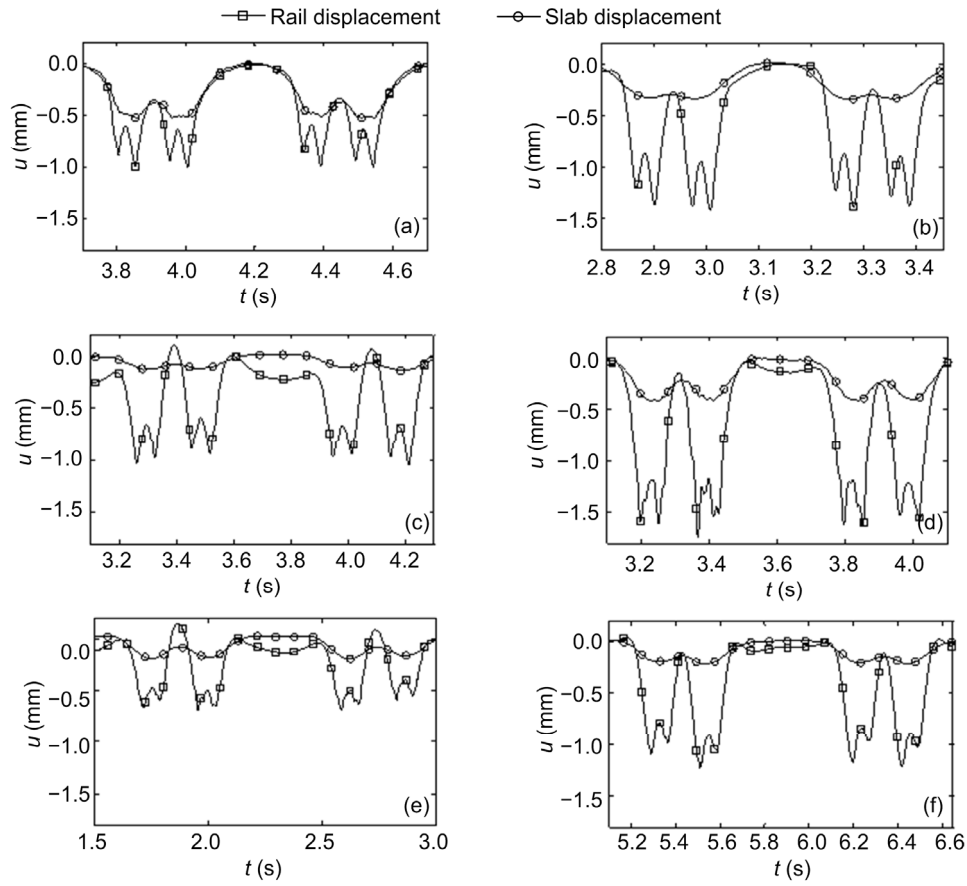 Rail displacement
Slab displacement
0.0
−0.5
−1.0
−1.5
u (mm)
(a)
3.8 4.0 4.2 4.4 4.6
t (s)
0.0
−0.5
−1.0
−1.5
u (mm)
(b)
2.8 2.9 3.0 3.1 3.2 3.3 3.4
t (s)
0.0
−0.5
−1.0
−1.5
u (mm)
(c)
3.2 3.4 3.6 3.8 4.0 4.2
t (s)
0.0
−0.5
−1.0
−1.5
u (mm)
(d)
3.2 3.4 3.6 3.8 4.0
t (s)
0.0
−0.5
−1.0
−1.5
u (mm)
(e)
1.5 2.0 2.5 3.0
t (s)
0.0
−0.5
−1.0
−1.5
u (mm)
(f)
5.2 5.4 5.6 5.8 6.0 6.2 6.4 6.6
t (s)